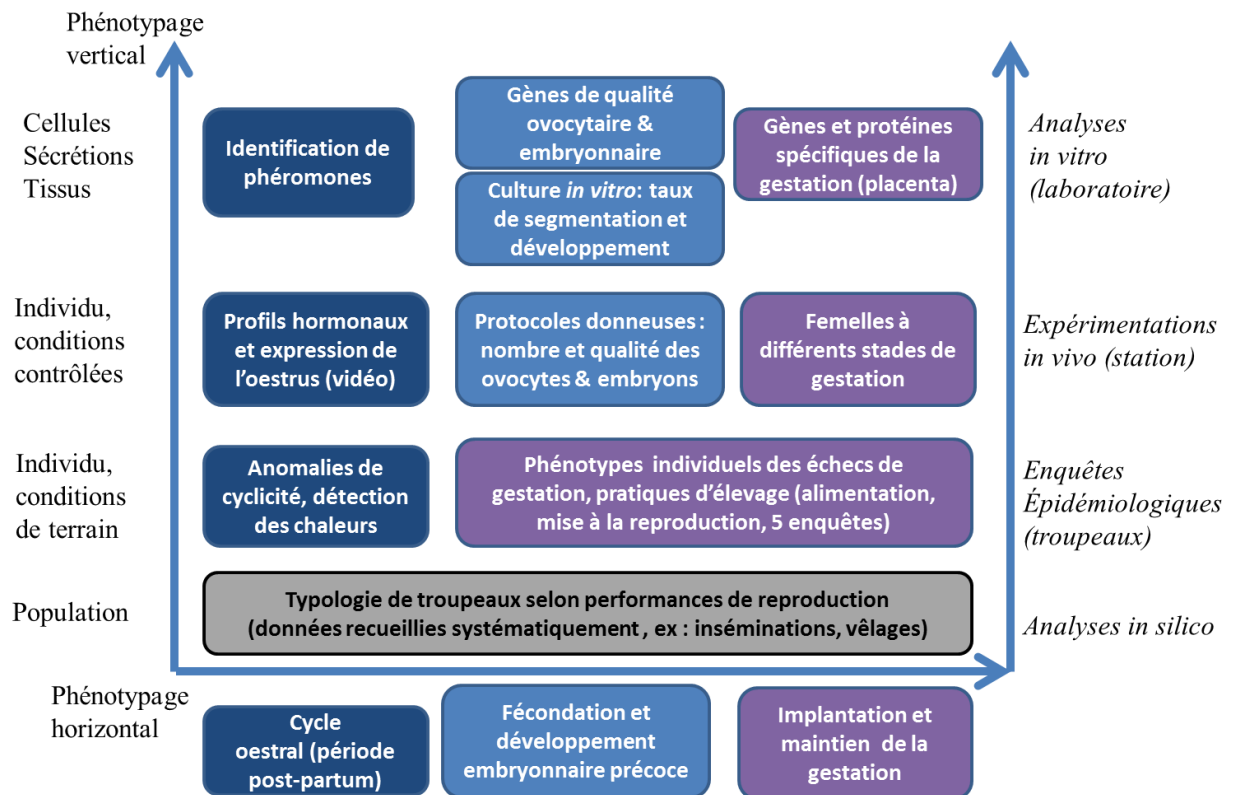 Phénotypage
vertical
Cellules
Sécrétions
Tissus
Identification de
phéromones
Gènes de qualité
ovocytaire &
embryonnaire
Culture in vitro: taux
de segmentation et
développement
Gènes et protéines
spécifiques de la
gestation (placenta)
Analyses
in vitro
(laboratoire)
Individu,
conditions
contrôlées
Profils hormonaux
et expression de
l’oestrus (vidéo)
Protocoles donneuses :
nombre et qualité des
ovocytes & embryons
Femelles à
différents stades de
gestation
Expérimentations
in vivo (station)
Individu,
conditions
de terrain
Anomalies de
cyclicité, détection
des chaleurs
Phénotypes individuels des échecs de
gestation, pratiques d’élevage (alimentation,
mise à la reproduction, 5 enquêtes)
Enquêtes
Épidémiologiques
(troupeaux)
Population
Typologie de troupeaux selon performances de reproduction
(données recueillies systématiquement , ex : inséminations, vêlages)
Analyses in silico
Phénotypage
horizontal
Cycle
oestral (période
post-partum)
Fécondation et
développement
embryonnaire précoce
Implantation et
maintien de la
gestation